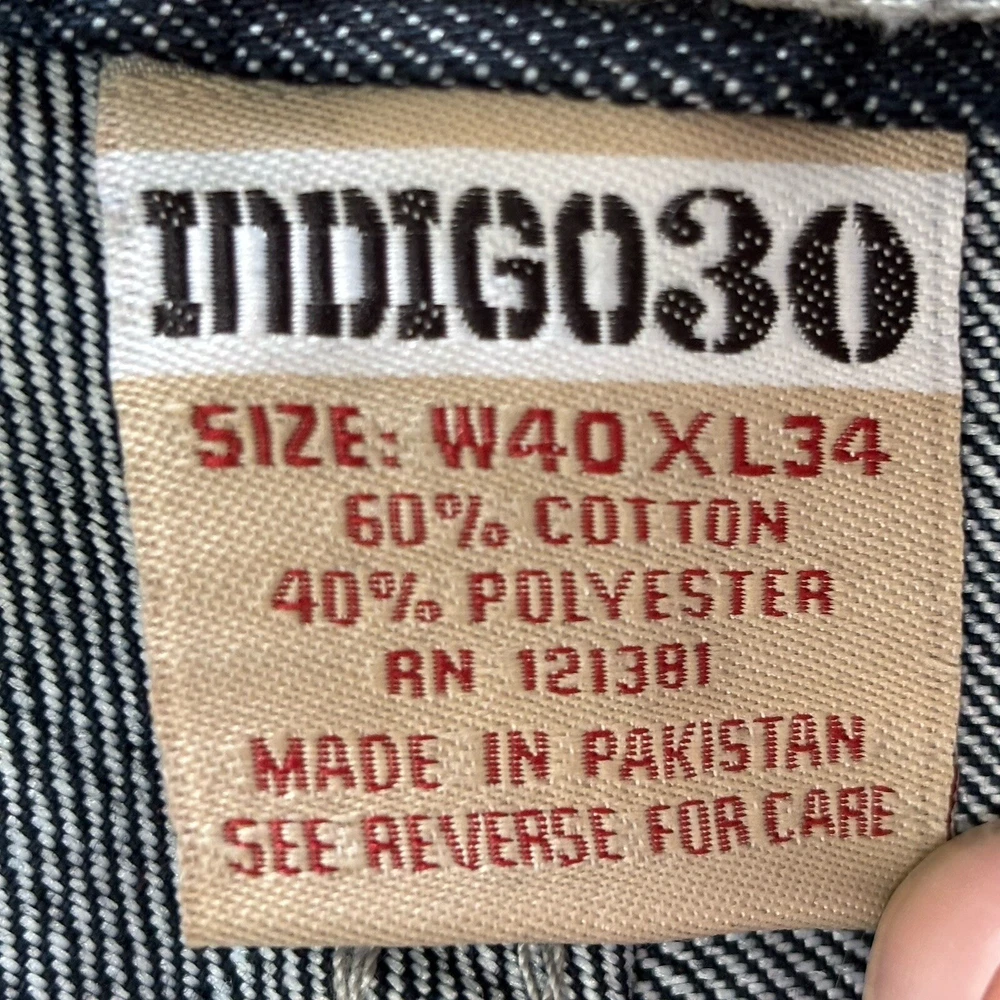 INDIGO30
SIZE: W40 X L34
60% COTTON
40% POLYESTER
RN 121381
MADE IN PAKISTAN
SEE REVERSE FOR CARE